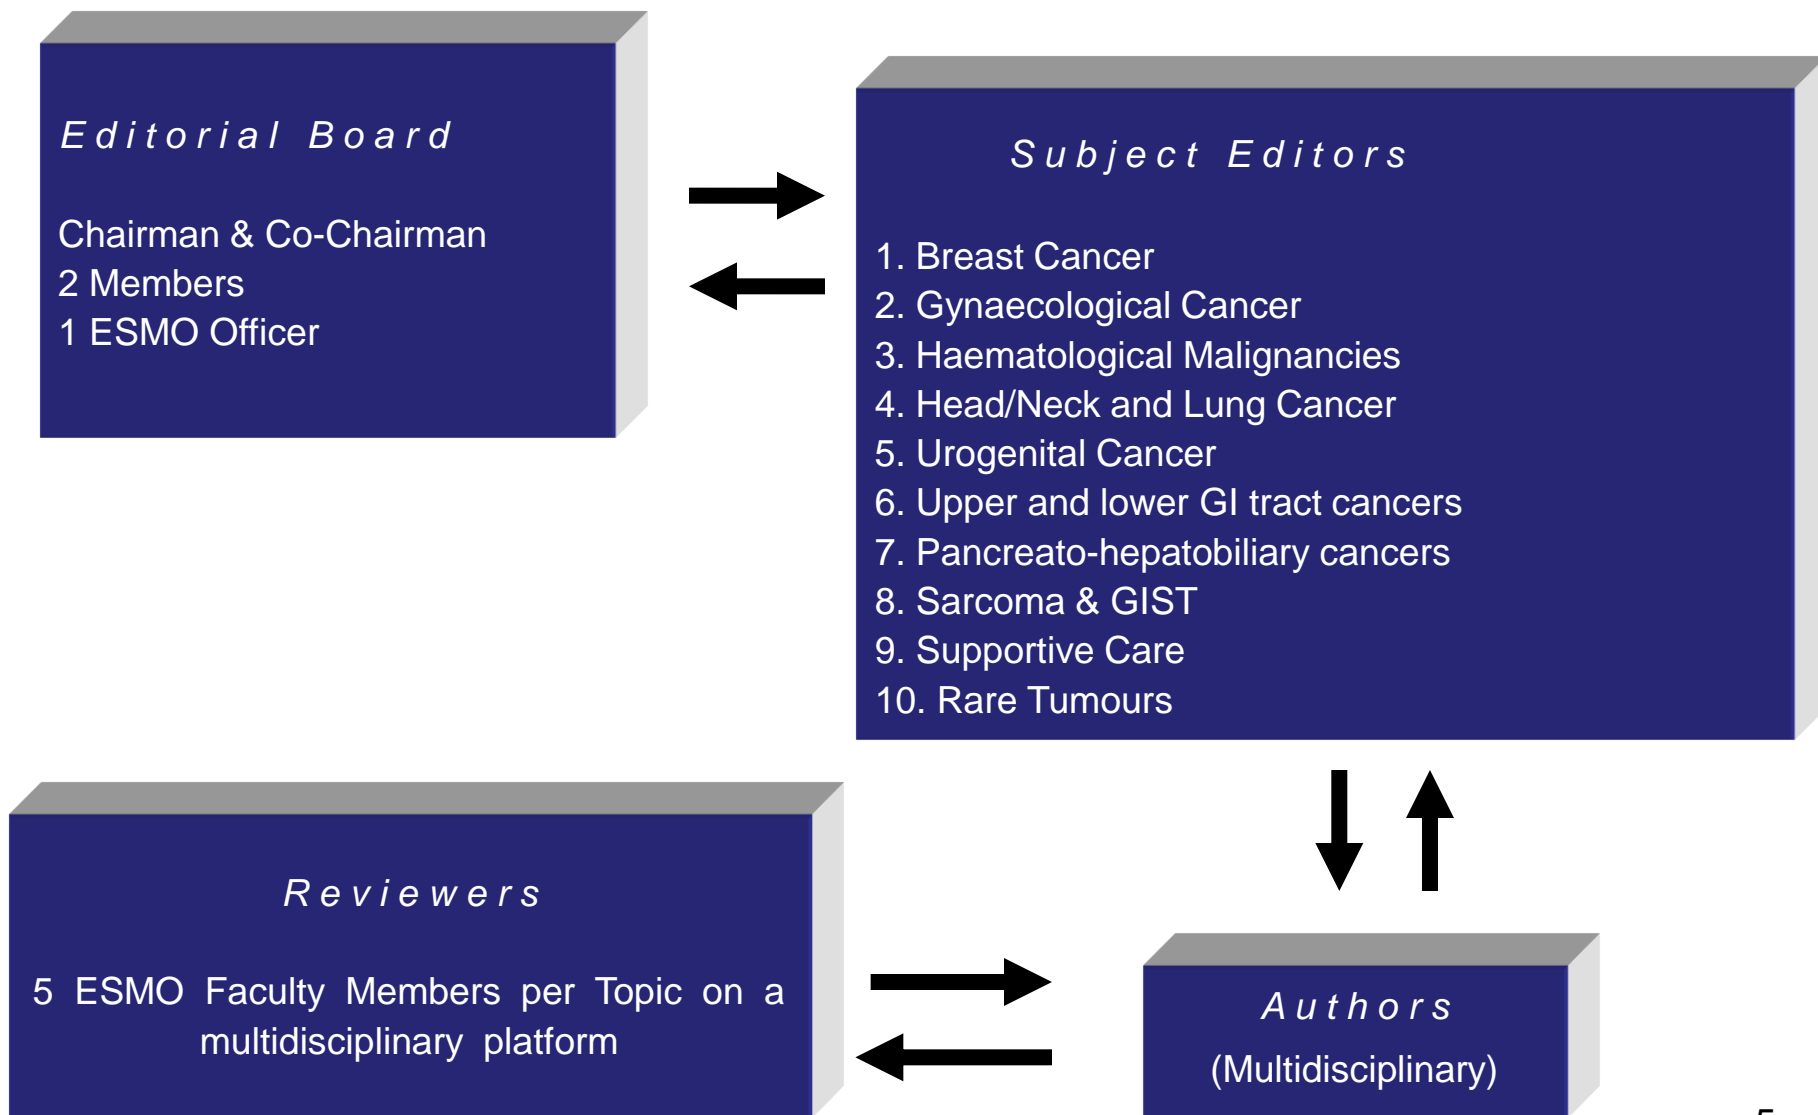 Editorial Board
Chairman & Co-Chairman
2 Members
1 ESMO Officer
Subject Editors
1. Breast Cancer
2. Gynaecological Cancer
3. Haematological Malignancies
4. Head/Neck and Lung Cancer
5. Urogenital Cancer
6. Upper and lower GI tract cancers
7. Pancreato-hepatobiliary cancers
8. Sarcoma & GIST
9. Supportive Care
10. Rare Tumours
Reviewers
5 ESMO Faculty Members per Topic on a
multidisciplinary platform
Authors
(Multidisciplinary)